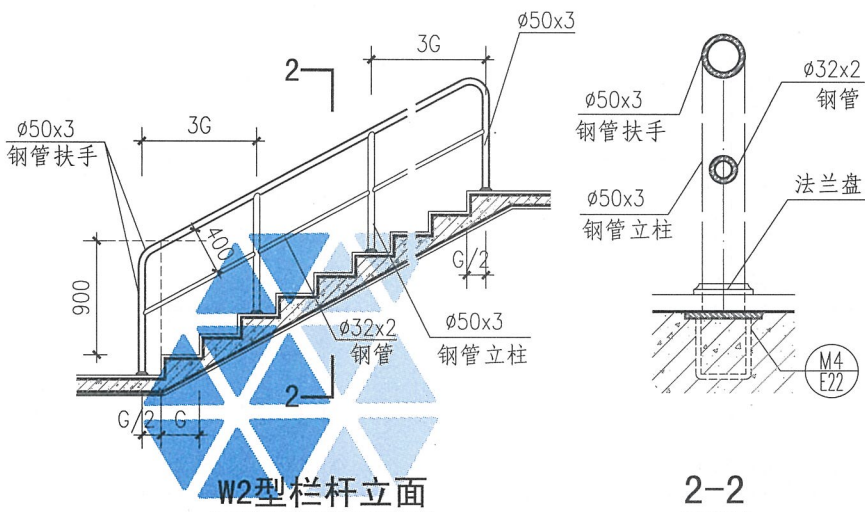 ø50x3
3G
2
ø50x3
钢管扶手
3G
400
900
G/2
ø32x2
钢管
ø50x3
钢管立柱
2
G/2
G
W2型栏杆立面
ø50x3
钢管扶手
ø32x2
钢管
ø50x3
钢管立柱
法兰盘
M4
E22
2-2